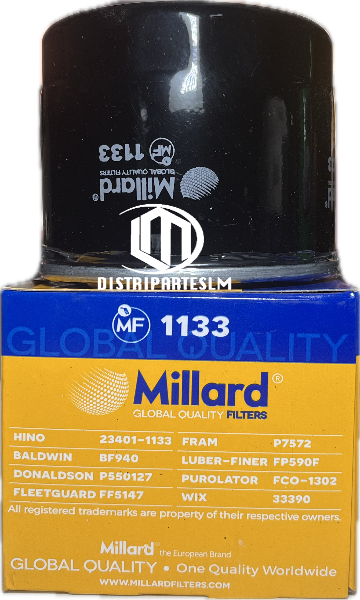 MF 1133
Millard®
GLOBAL QUALITY FILTERS
DISTRIPARTESLM
MF 1133
GLOBAL QUALITY
Millard®
GLOBAL QUALITY FILTERS
HINO 23401-1133 FRAM P7572
BALDWIN BF940 LUBER-FINER FP590F
DONALDSON P550127 PUROLATOR FCO-1302
FLEETGUARD FF5147 WIX 33390
All registered trademarks are property of their respective owners.
Millard® the European Brand
GLOBAL QUALITY • One Quality Worldwide
WWW.MILLARDFILTERS.COM